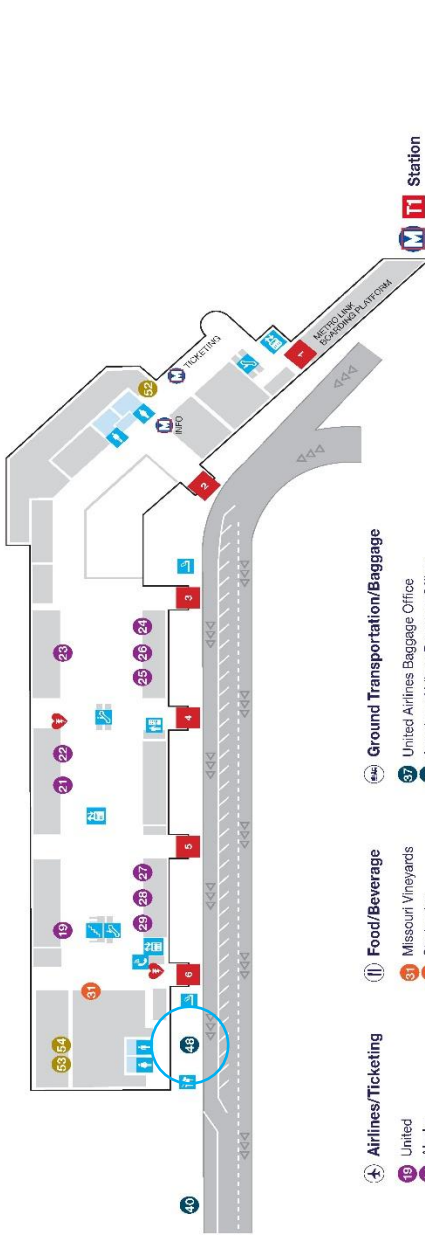 53 54
19
21 22
23
31
29 28 27
25 26 24
52
M TICKETING
M INFO
40
48
6
5
4
3
2
1
METRO LINK
BOARDING PLATFORM
Airlines/Ticketing
19 United
Food/Beverage
31 Missouri Vineyards
Ground Transportation/Baggage
37 United Airlines Baggage Office
M T1 Station